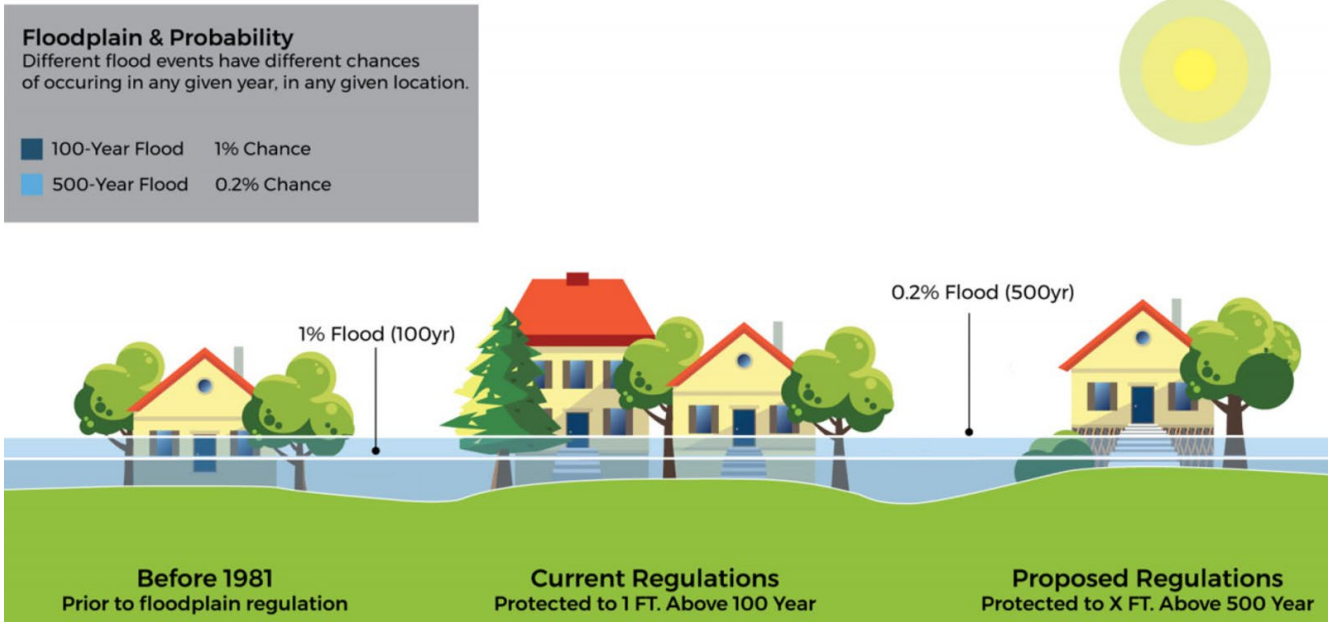 Floodplain & Probability
Different flood events have different chances
of occuring in any given year, in any given location.
100-Year Flood 1% Chance
500-Year Flood 0.2% Chance
1% Flood (100yr)
0.2% Flood (500yr)
Before 1981
Prior to floodplain regulation
Current Regulations
Protected to 1 FT. Above 100 Year
Proposed Regulations
Protected to X FT. Above 500 Year